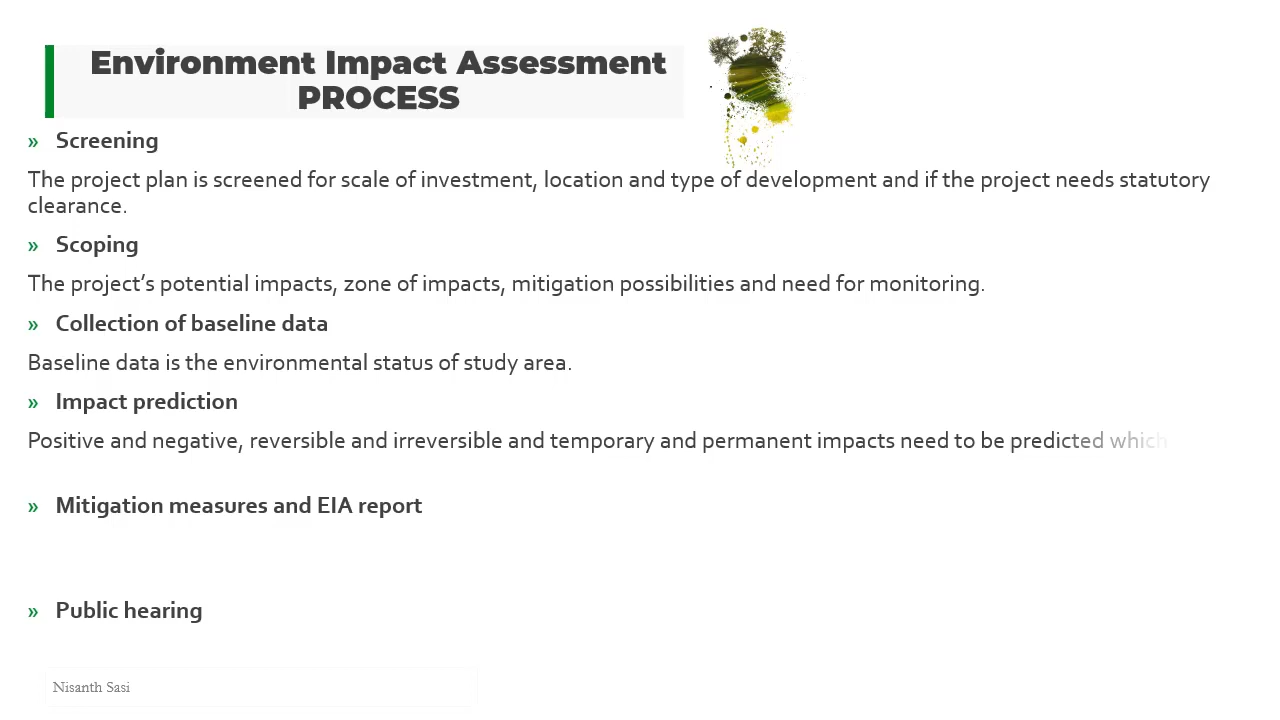 Environment Impact Assessment
PROCESS
» Screening
The project plan is screened for scale of investment, location and type of development and if the project needs statutory
clearance.
» Scoping
The project’s potential impacts, zone of impacts, mitigation possibilities and need for monitoring.
» Collection of baseline data
Baseline data is the environmental status of study area.
» Impact prediction
Positive and negative, reversible and irreversible and temporary and permanent impacts need to be predicted which
» Mitigation measures and EIA report
» Public hearing
Nisanth Sasi